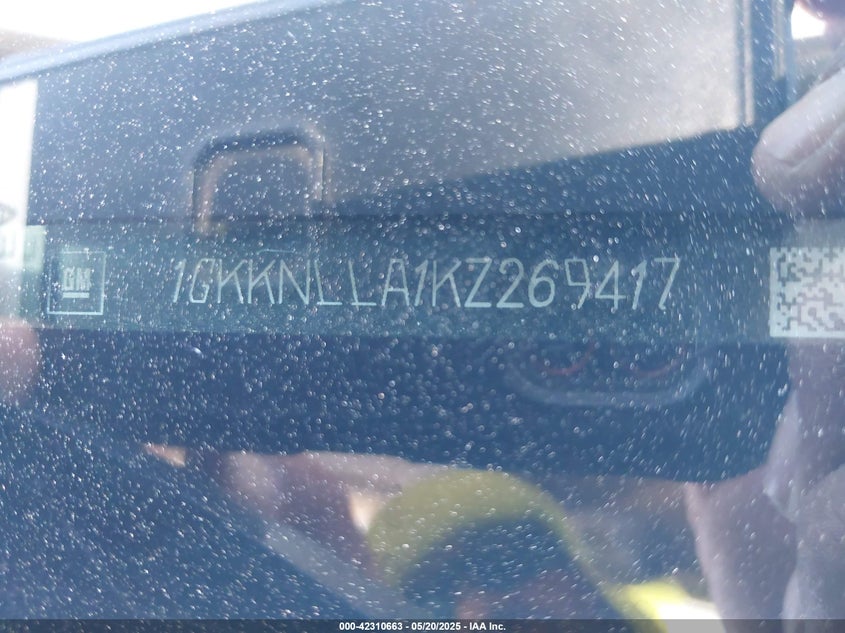 GM
1GKKNLLA1KZ269417
000-42310663 — 05/20/2025 — IAA Inc.